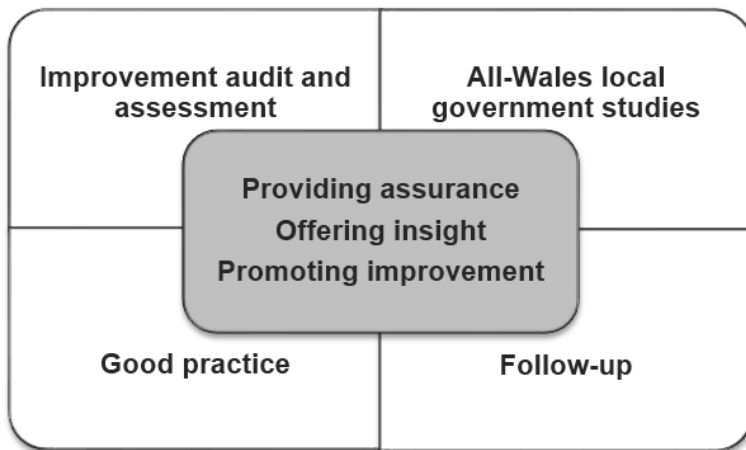 Improvement audit and
assessment
All-Wales local
government studies
Providing assurance
Offering insight
Promoting improvement
Good practice
Follow-up